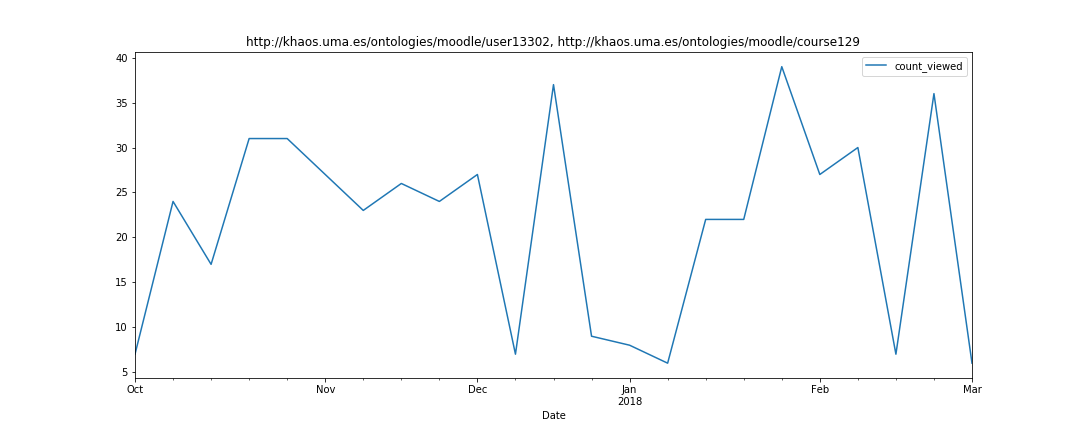 http://khaos.uma.es/ontologies/moodle/user13302, http://khaos.uma.es/ontologies/moodle/course129
count_viewed
40
35
30
25
20
15
10
5
Oct Nov Dec Jan Feb Mar
2018
Date